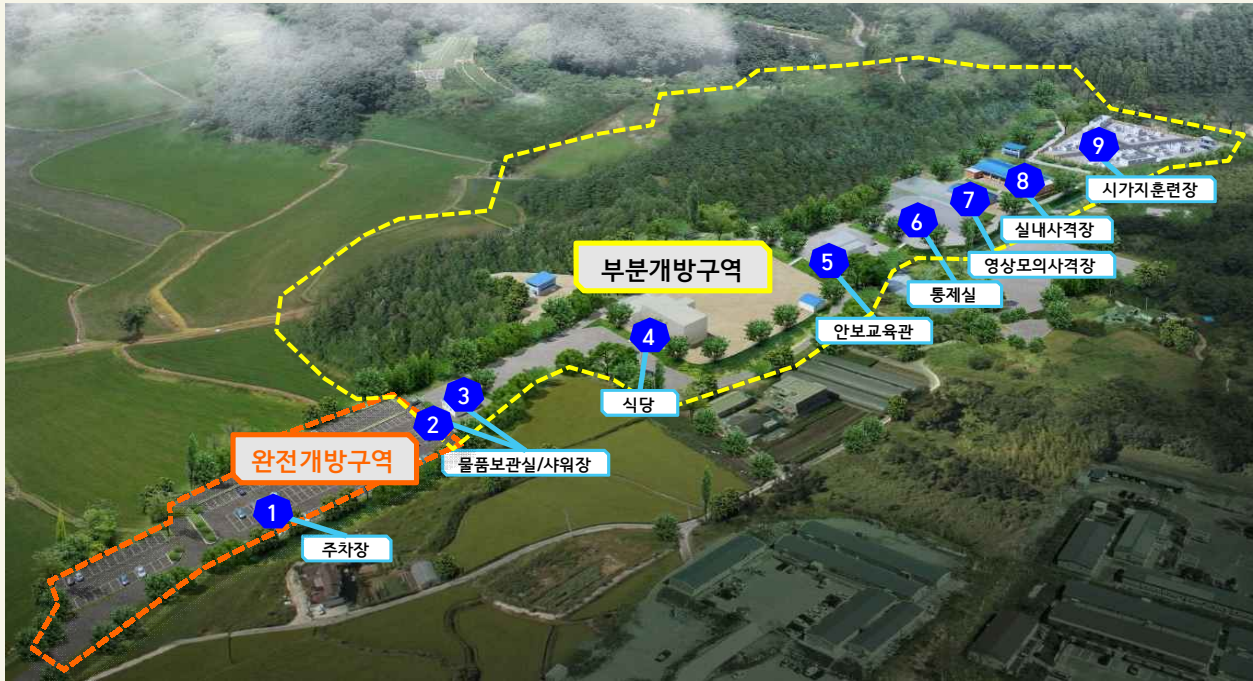 9
시가지훈련장
8
실내사격장
7
영상모의사격장
6
통제실
부분개방구역
5
안보교육관
4
식당
3
2
물품보관실/샤워장
완전개방구역
1
주차장